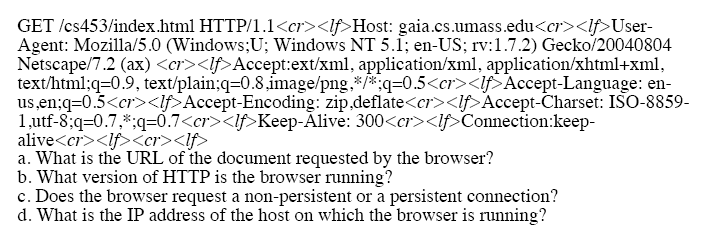 GET /cs453/index.html HTTP/1.1<cr><lf>Host: gaia.cs.umass.edu<cr><lf>User-
Agent: Mozilla/5.0 (Windows;U; Windows NT 5.1; en-US; rv:1.7.2) Gecko/20040804
Netscape/7.2 (ax) <cr><lf>Accept:ext/xml, application/xml, application/xhtml+xml,
text/html;q=0.9, text/plain;q=0.8,image/png,*/*;q=0.5<cr><lf>Accept-Language: en-
us,en;q=0.5<cr><lf>Accept-Encoding: zip,deflate<cr><lf>Accept-Charset: ISO-8859-
1,utf-8;q=0.7,*;q=0.7<cr><lf>Keep-Alive: 300<cr><lf>Connection:keep-
alive<cr><lf><cr><lf>
a. What is the URL of the document requested by the browser?
b. What version of HTTP is the browser running?
c. Does the browser request a non-persistent or a persistent connection?
d. What is the IP address of the host on which the browser is running?